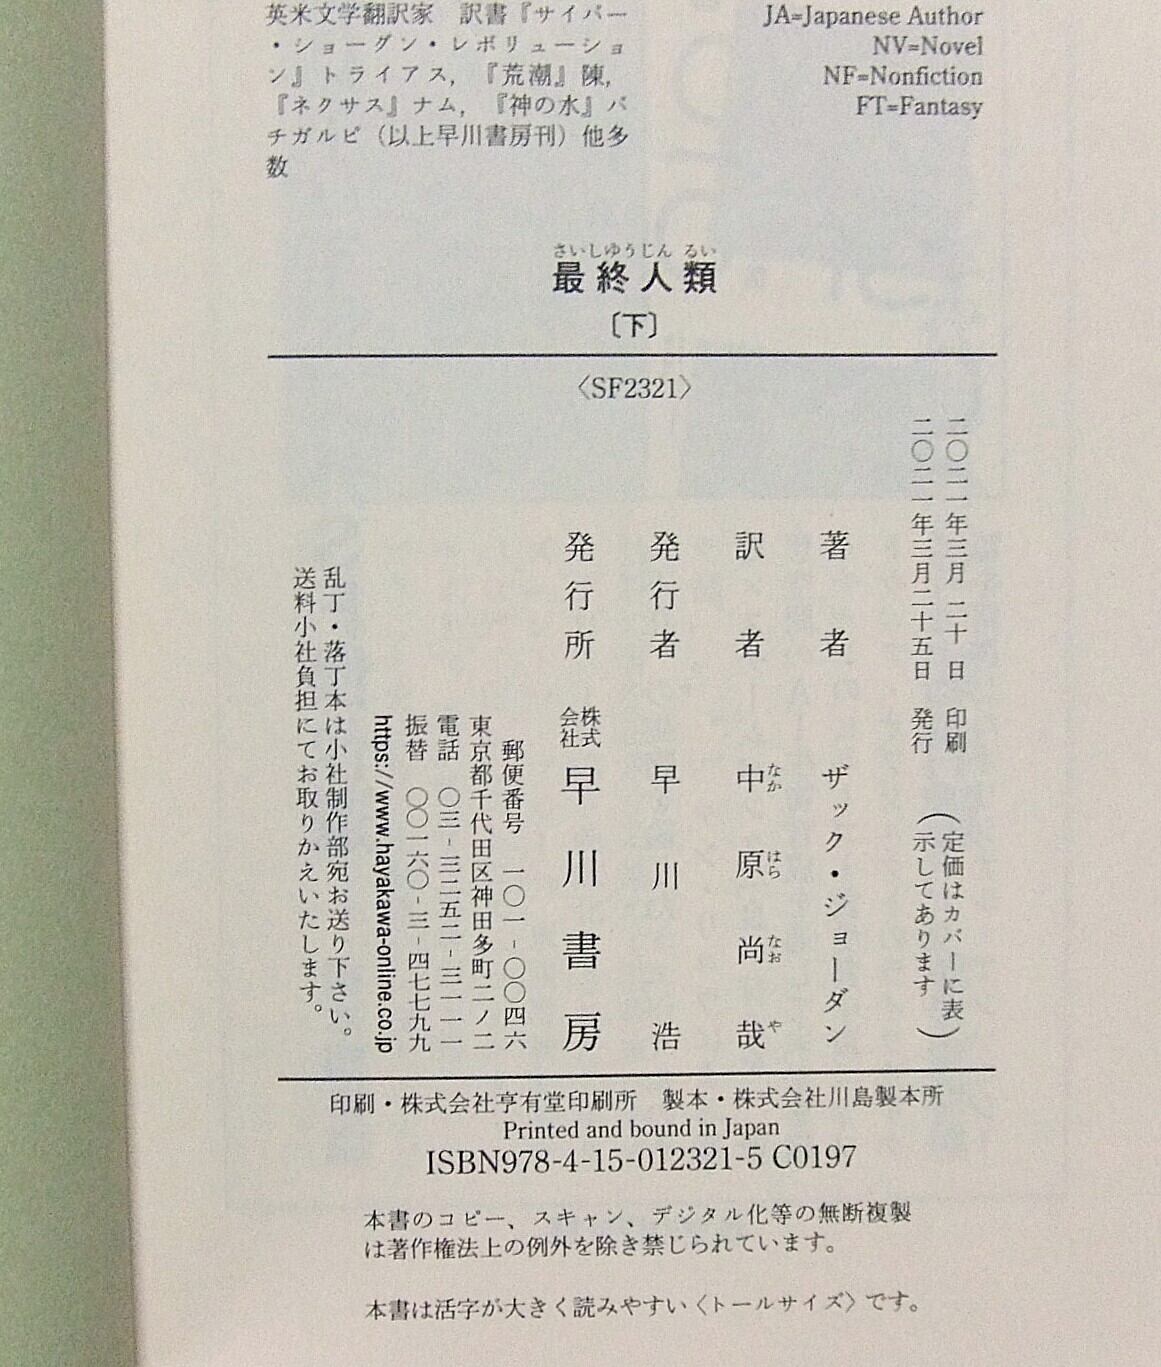 英米文学翻訳家　訳書『サイバー
・ショーグン・レボリューショ
ン』トライアス，『荒潮』陳，
『ネクサス』ナム，『神の水』バ
チガルピ（以上早川書房刊）他多
数
JA=Japanese Author
NV=Novel
NF=Nonfiction
FT=Fantasy
さいしゆうじんるい
最終人類
〔下〕
〈SF2321〉
二〇二一年三月二十日　印刷
二〇二一年三月二十五日　発行
（定価はカバーに表
示してあります）
著者　ザック・ジョーダン
訳者　中原尚哉
なか はら なお や
発行者　早川　浩
発行所　株式会社　早川書房
郵便番号　一〇一-〇〇四六
東京都千代田区神田多町二ノ二
電話　〇三-三二五二-三一一一
振替　〇〇一六〇-三-四七七九九
https://www.hayakawa-online.co.jp
乱丁・落丁本は小社制作部宛お送り下さい。
送料小社負担にてお取りかえいたします。
印刷・株式会社亨有堂印刷所　製本・株式会社川島製本所
Printed and bound in Japan
ISBN978-4-15-012321-5 C0197
本書のコピー、スキャン、デジタル化等の無断複製
は著作権法上の例外を除き禁じられています。
本書は活字が大きく読みやすい〈トールサイズ〉です。